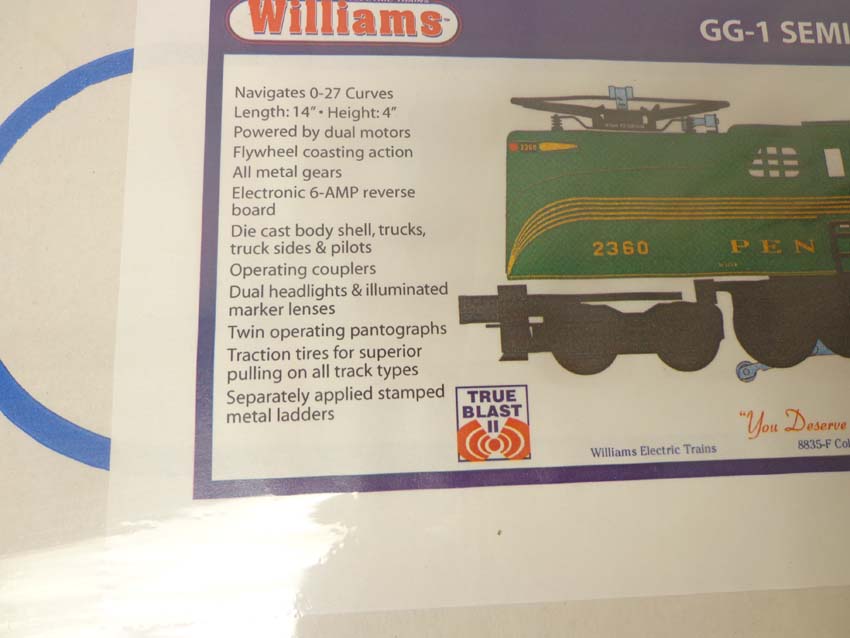 Williams
GG-1 SEMI
Navigates 0-27 Curves
Length: 14" • Height: 4"
Powered by dual motors
Flywheel coasting action
All metal gears
Electronic 6-AMP reverse
board
Die cast body shell, trucks,
truck sides & pilots
Operating couplers
Dual headlights & illuminated
marker lenses
Twin operating pantographs
Traction tires for superior
pulling on all track types
Separately applied stamped
metal ladders
2360
2360 PEN
TRUE
BLAST
II
Williams Electric Trains
"You Deserve
8835-F Col